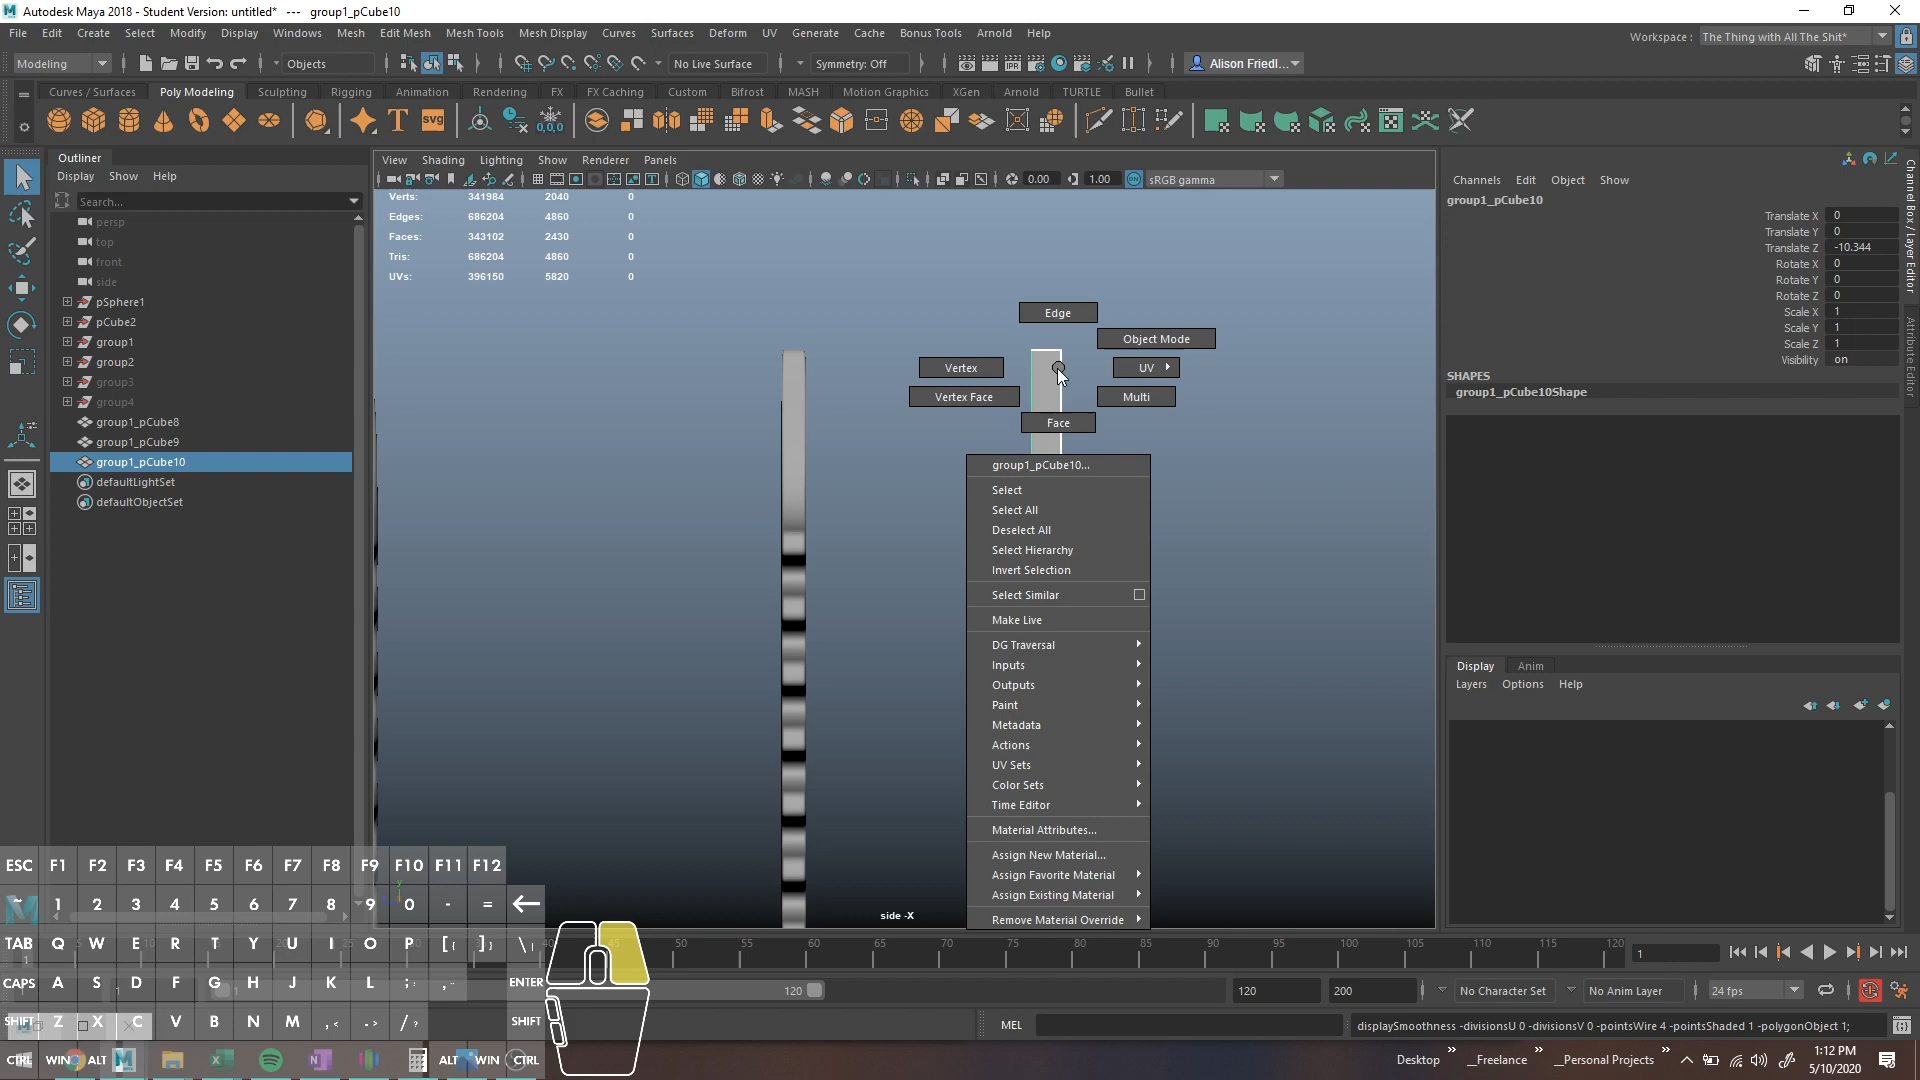 Autodesk Maya 2018 - Student Version: untitled* --- group1_pCube10
File Edit Create Select Modify Display Windows Mesh Edit Mesh Mesh Tools Mesh Display Curves Surfaces Deform UV Generate Cache Bonus Tools Arnold Help
Workspace : The Thing with All The Shit*
Modeling Objects No Live Surface Symmetry: Off Alison Friedl...
Curves / Surfaces Poly Modeling Sculpting Rigging Animation Rendering FX FX Caching Custom Bifrost MASH Motion Graphics XGen Arnold TURTLE Bullet
T SVG 0,0,0
Outliner
Display Show Help
Search...
persp
top
front
side
pSphere1
pCube2
group1
group2
group3
group4
group1_pCube8
group1_pCube9
group1_pCube10
defaultLightSet
defaultObjectSet
View Shading Lighting Show Renderer Panels
0.00 1.00 sRGB gamma
Verts: 341984 2040 0
Edges: 686204 4860 0
Faces: 343102 2430 0
Tris: 686204 4860 0
UVs: 396150 5820 0
Edge
Object Mode
Vertex UV
Vertex Face Multi
Face
group1_pCube10...
Select
Select All
Deselect All
Select Hierarchy
Invert Selection
Select Similar
Make Live
DG Traversal
Inputs
Outputs
Paint
Metadata
Actions
UV Sets
Color Sets
Time Editor
Material Attributes...
Assign New Material...
Assign Favorite Material
Assign Existing Material
Remove Material Override
side -X
Channels Edit Object Show
group1_pCube10
Translate X 0
Translate Y 0
Translate Z -10.344
Rotate X 0
Rotate Y 0
Rotate Z 0
Scale X 1
Scale Y 1
Scale Z 1
Visibility on
SHAPES
group1_pCube10Shape
Channel Box / Layer Editor
Attribute Editor
Display Anim
Layers Options Help
ESC F1 F2 F3 F4 F5 F6 F7 F8 F9 F10 F11 F12
1 2 3 4 5 6 7 8 9 0 - =
TAB Q W E R T Y U I O P [{ ]} \|
CAPS A S D F G H J K L ;: ENTER
SHIFT Z X C V B N M ,< .> /? SHIFT
CTRL WIN ALT ALT WIN CTRL
45 50 55 60 65 70 75 80 85 90 95 100 105 110 115 120
1
120 120 200 No Character Set No Anim Layer 24 fps
MEL displaySmoothness -divisionsU 0 -divisionsV 0 -pointsWire 4 -pointsShaded 1 -polygonObject 1;
Desktop __Freelance __Personal Projects
1:12 PM
5/10/2020